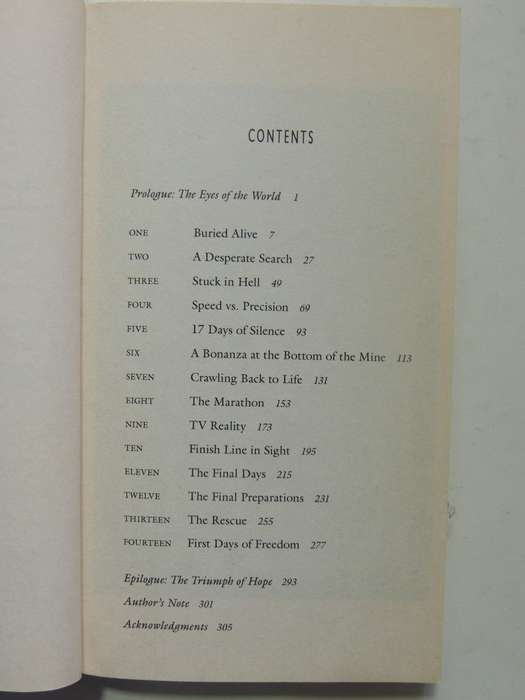 CONTENTS
Prologue: The Eyes of the World 1
ONE Buried Alive 7
TWO A Desperate Search 27
THREE Stuck in Hell 49
FOUR Speed vs. Precision 69
FIVE 17 Days of Silence 93
SIX A Bonanza at the Bottom of the Mine 113
SEVEN Crawling Back to Life 131
EIGHT The Marathon 153
NINE TV Reality 173
TEN Finish Line in Sight 195
ELEVEN The Final Days 215
TWELVE The Final Preparations 231
THIRTEEN The Rescue 255
FOURTEEN First Days of Freedom 277
Epilogue: The Triumph of Hope 293
Author's Note 301
Acknowledgments 305